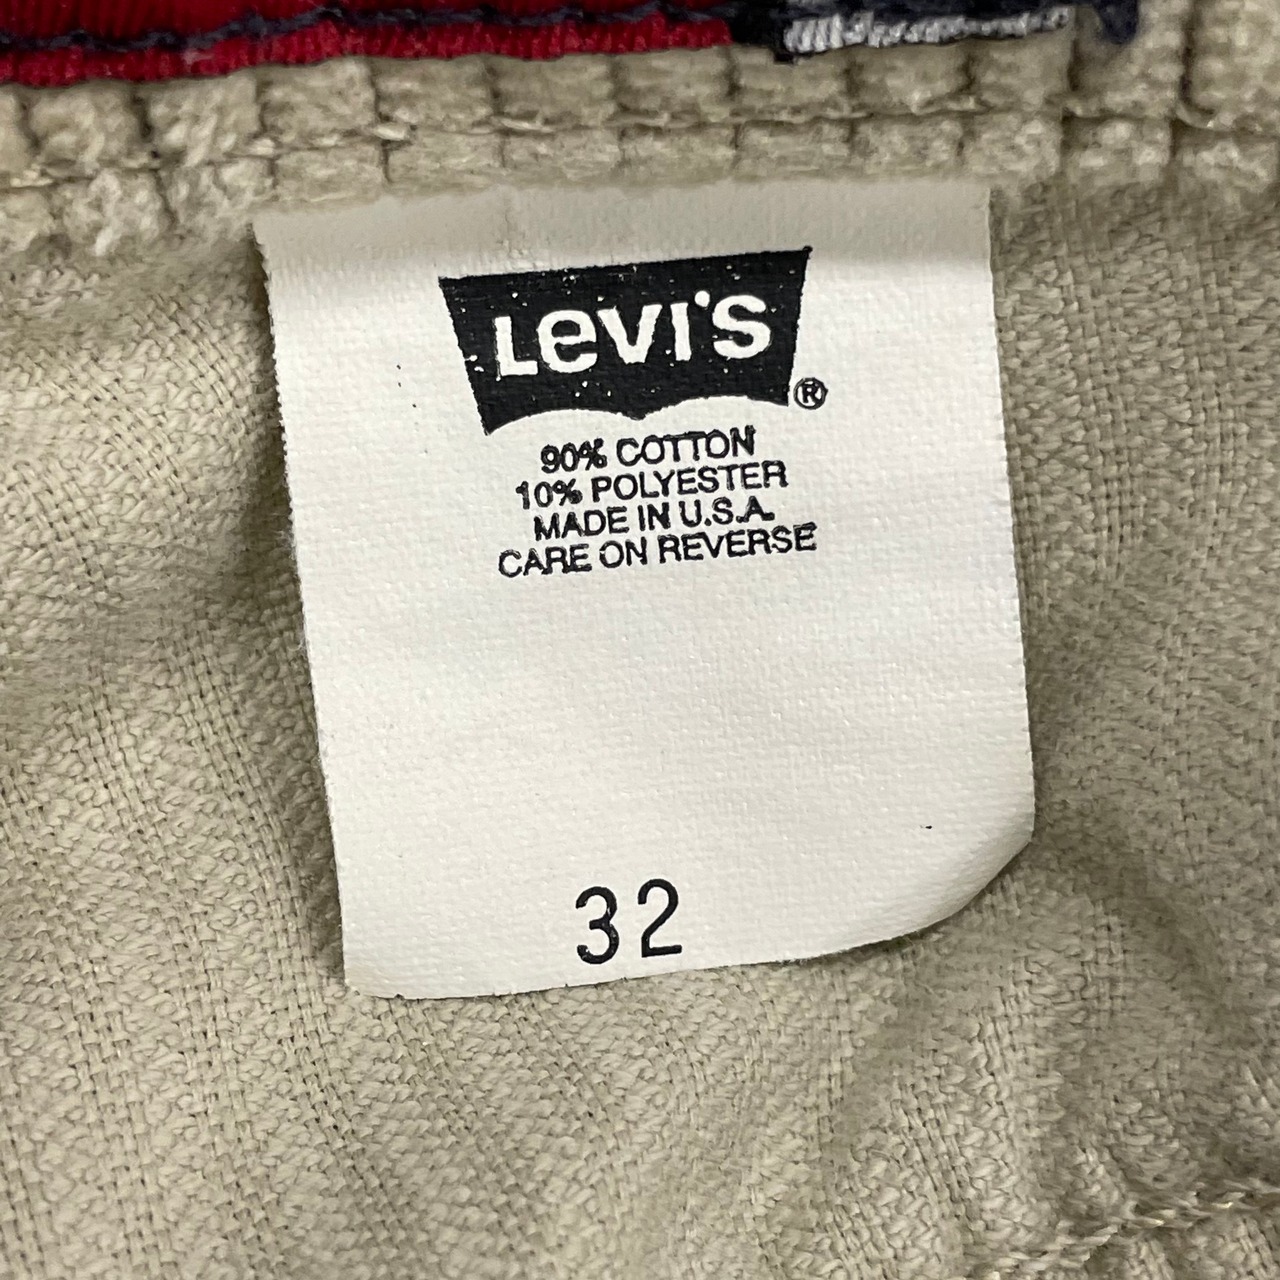 Levi's
®
90% COTTON
10% POLYESTER
MADE IN U.S.A.
CARE ON REVERSE
32